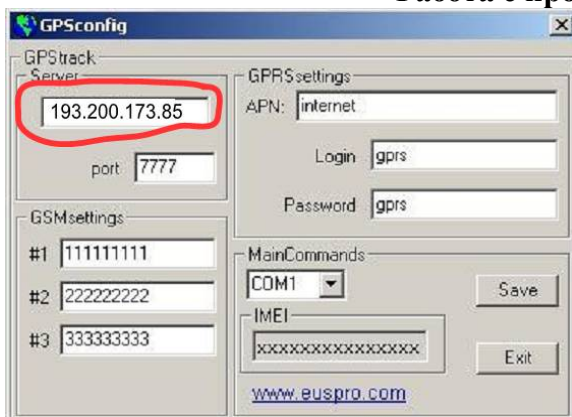 GPSconfig
GPStrack
Server
193.200.173.85
port 7777
GPRSsettings
APN: internet
Login gprs
Password gprs
GSMsettings
#1 111111111
#2 222222222
#3 333333333
MainCommands
COM1
Save
IMEI
xxxxxxxxxxxxxxx
Exit
www.euspro.com